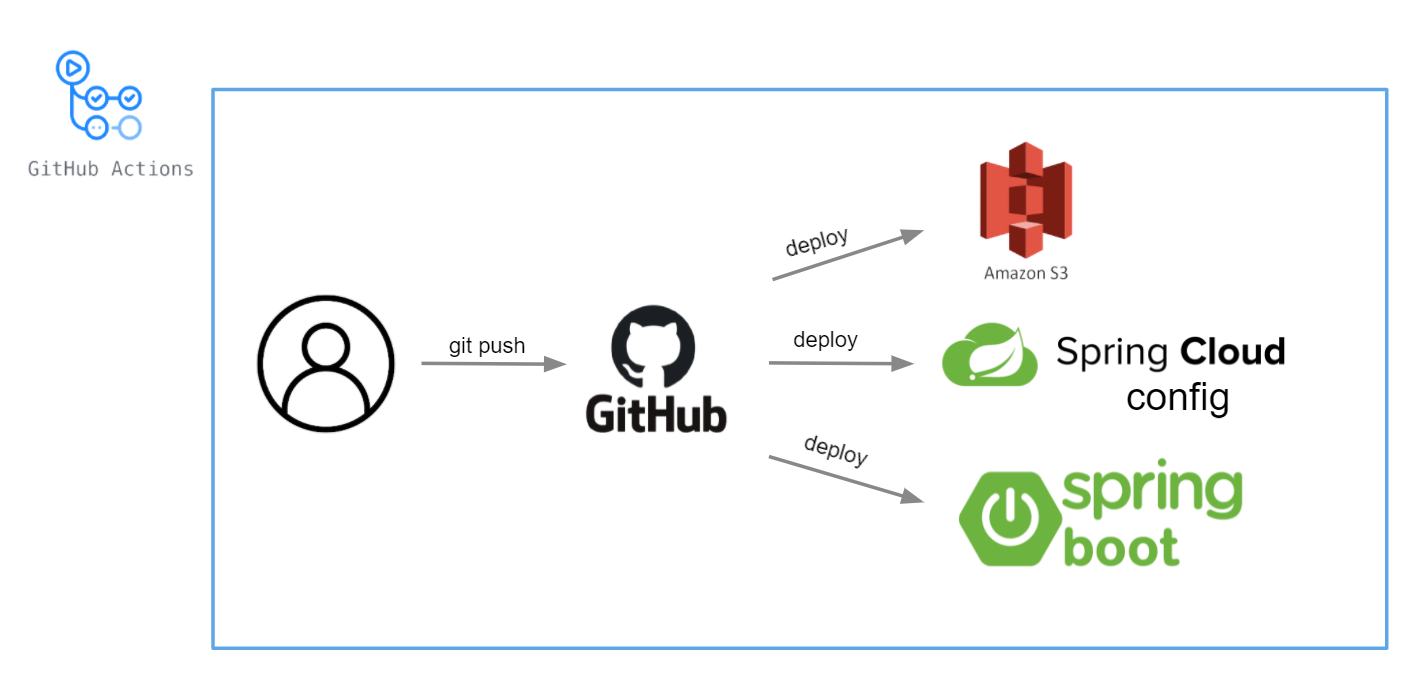 GitHub Actions
git push
GitHub
deploy
Amazon S3
deploy
Spring Cloud
config
deploy
spring
boot